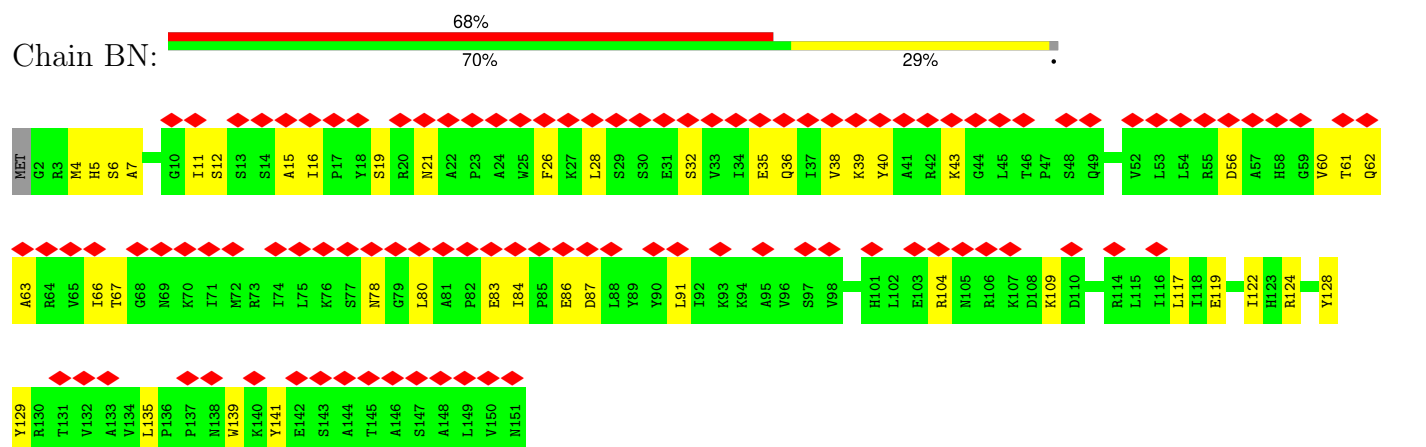 68%
Chain BN:
70% 29% •
MET G2 R3 M4 H5 S6 A7 G10 I11 S12 S13 S14 A15 I16 P17 Y18 S19 R20 N21 A22 P23 A24 W25 F26 K27 L28 S29 S30 E31 S32 V33 I34 E35 Q36 I37 V38 K39 Y40 A41 R42 K43 G44 L45 T46 P47 S48 Q49 V52 L53 L54 R55 D56 A57 H58 G59 V60 T61 Q62
A63 R64 V65 I66 T67 G68 N69 K70 I71 M72 R73 I74 L75 K76 S77 N78 G79 L80 A81 P82 E83 I84 P85 E86 D87 L88 Y89 Y90 L91 I92 K93 K94 A95 V96 S97 V98 H101 L102 E103 R104 N105 R106 K107 D108 K109 D110 R114 L115 I116 L117 I118 E119 I122 H123 R124 Y128
Y129 R130 T131 V132 A133 V134 L135 P136 P137 N138 W139 K140 Y141 E142 S143 A144 T145 A146 S147 A148 L149 V150 N151